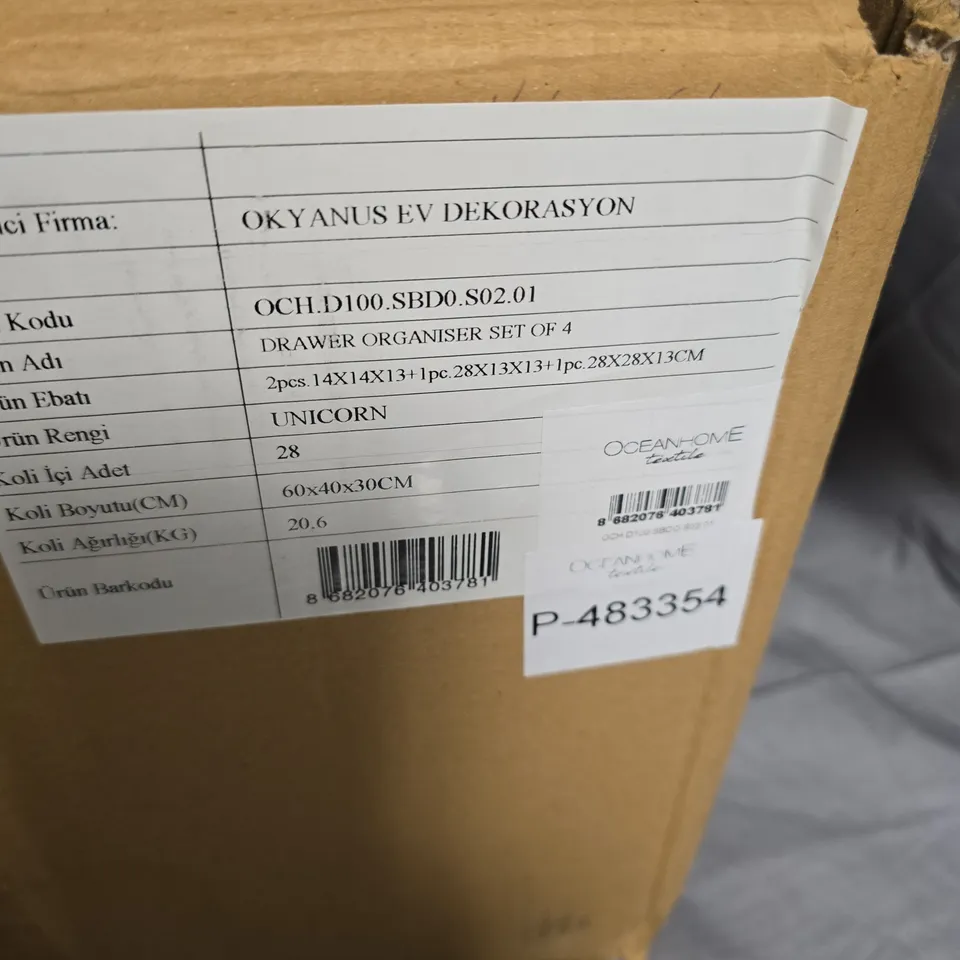 ici Firma: OKYANUS EV DEKORASYON
Kodu OCH.D100.SBD0.S02.01
n Adı DRAWER ORGANISER SET OF 4
ün Ebatı 2pcs.14X14X13+1pc.28X13X13+1pc.28X28X13CM
rün Rengi UNICORN
Koli İçi Adet 28
Koli Boyutu(CM) 60x40x30CM
Koli Ağırlığı(KG) 20.6
Ürün Barkodu 8 682076 403781
OCEANHOME
textile
8 682076 403781
OCEANHOME
textile
P-483354